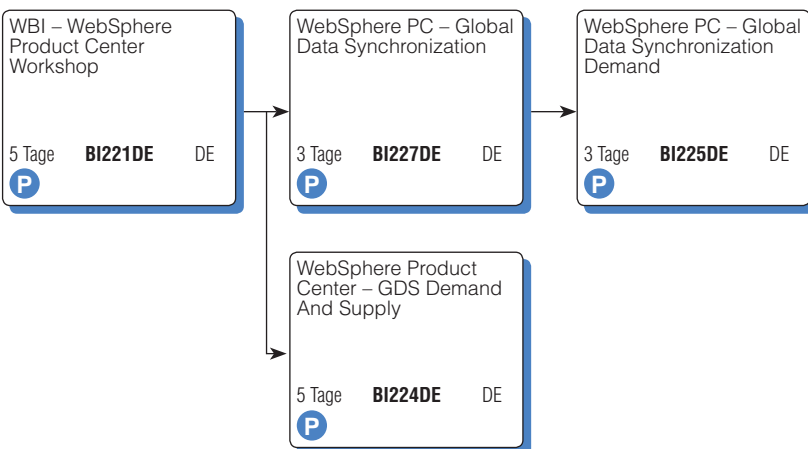 WBI – WebSphere
Product Center
Workshop
5 Tage BI221DE DE
P
WebSphere PC – Global
Data Synchronization
3 Tage BI227DE DE
P
WebSphere PC – Global
Data Synchronization
Demand
3 Tage BI225DE DE
P
WebSphere Product
Center – GDS Demand
And Supply
5 Tage BI224DE DE
P